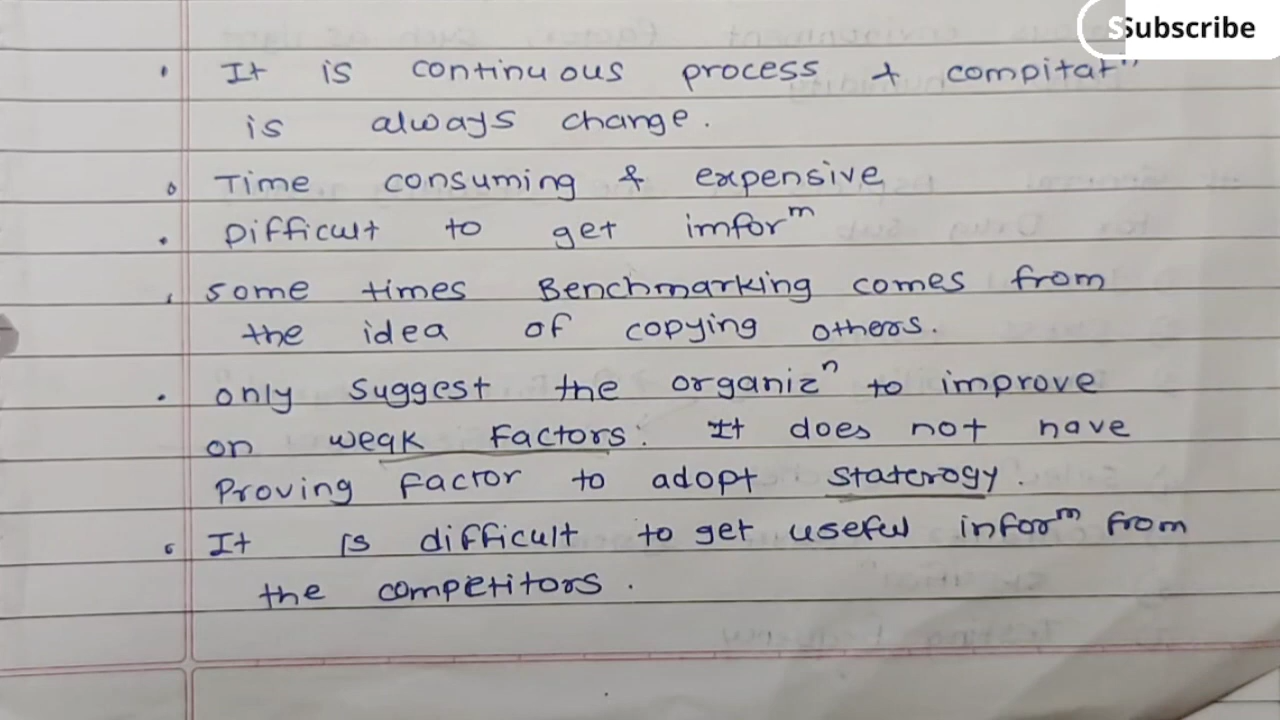 Subscribe
• It is continuous process & compitatⁿ
is always change.
• Time consuming & expensive
• Difficult to get imforᵐ
• some times Benchmarking comes from
the idea of copying others.
• only suggest the organizⁿ to improve
on weak factors. It does not have
proving factor to adopt staterogy.
• It is difficult to get useful inforᵐ from
the competitors.